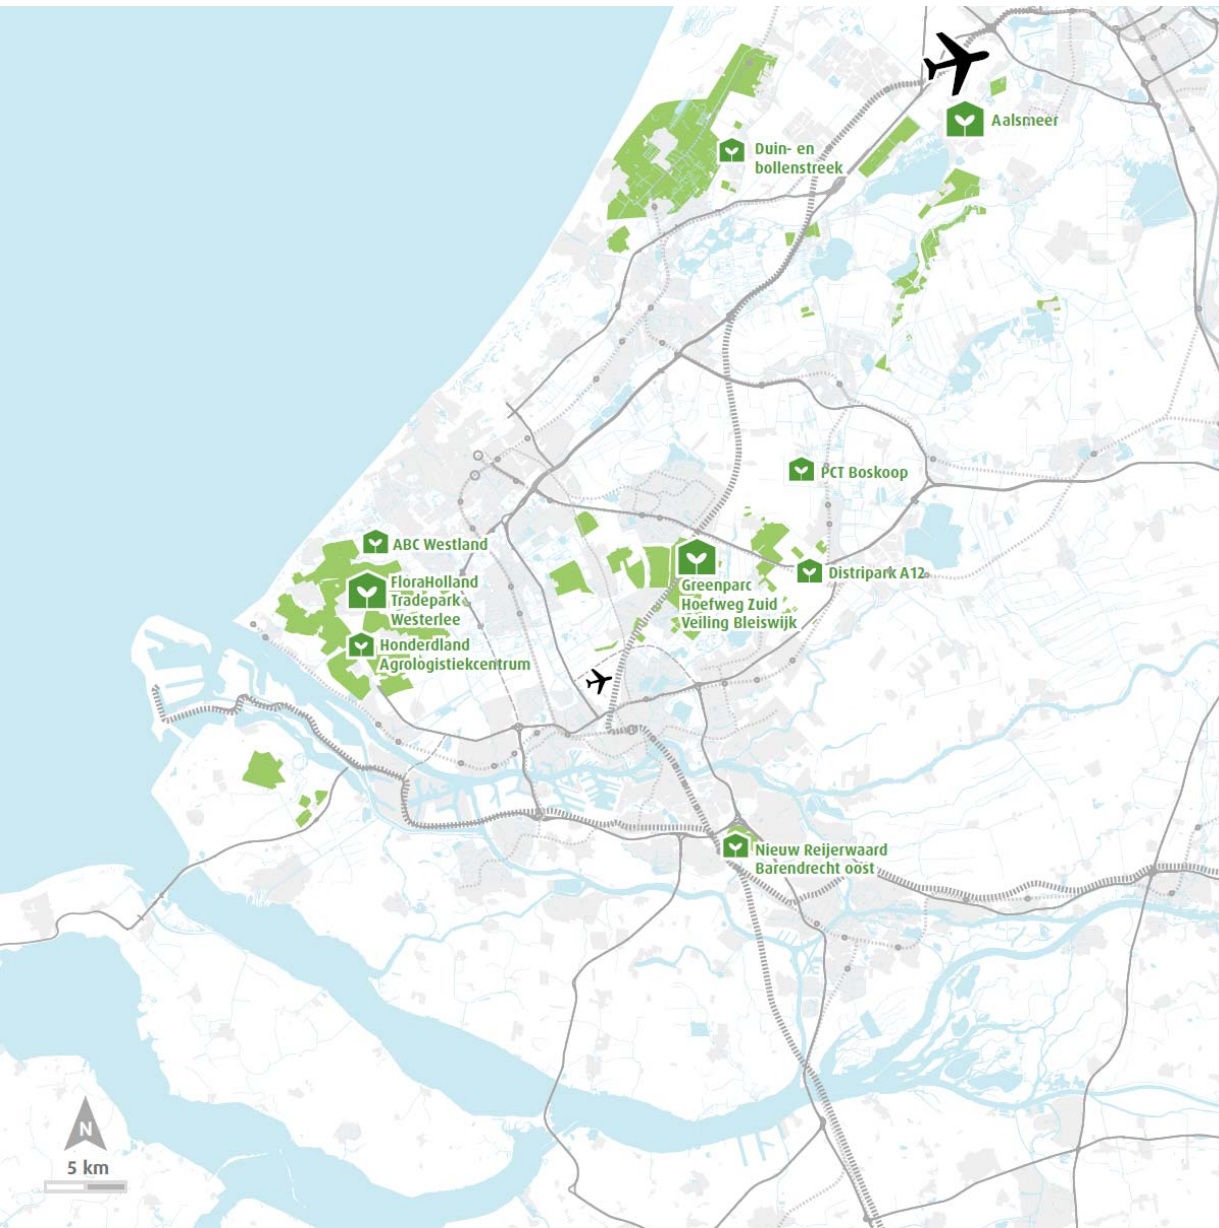 Aalsmeer
Duin- en
bollenstreek
PCT Boskoop
ABC Westland
FloraHolland
Tradepark
Westerlee
Distripark A12
Greenparc
Hoefweg Zuid
Veiling Bleiswijk
Honderdland
Agrologistiekcentrum
Nieuw Reijerwaard
Barendrecht oost
N
5 km